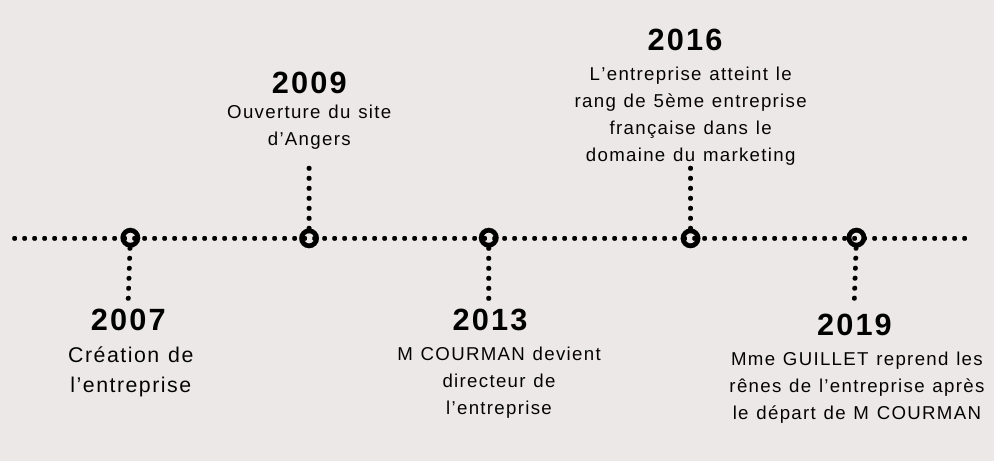 2007
Création de
l’entreprise
2009
Ouverture du site
d’Angers
2013
M COURMAN devient
directeur de
l’entreprise
2016
L’entreprise atteint le
rang de 5ème entreprise
française dans le
domaine du marketing
2019
Mme GUILLET reprend les
rênes de l’entreprise après
le départ de M COURMAN